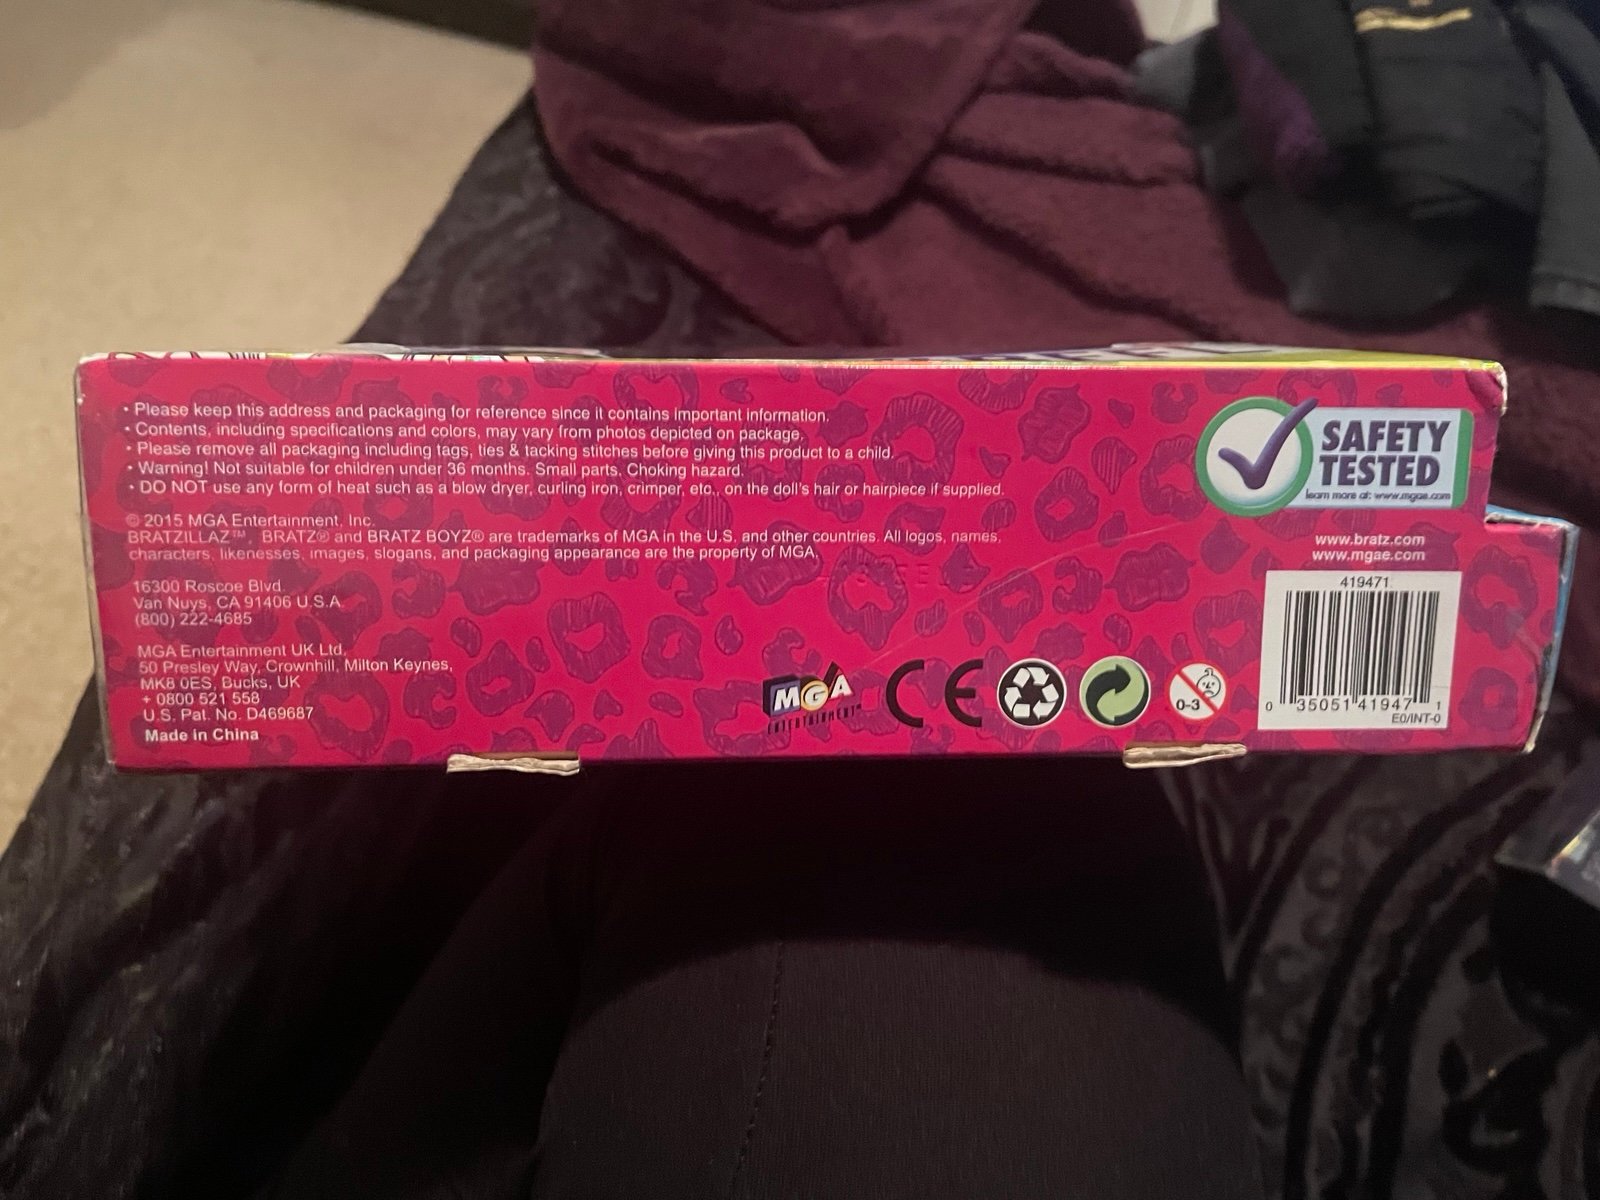 • Please keep this address and packaging for reference since it contains important information.
• Contents, including specifications and colors, may vary from photos depicted on package.
• Please remove all packaging including tags, ties & tacking stitches before giving this product to a child.
• Warning! Not suitable for children under 36 months. Small parts. Choking hazard.
• DO NOT use any form of heat such as a blow dryer, curling iron, crimper, etc., on the doll's hair or hairpiece if supplied.
© 2015 MGA Entertainment, Inc.
BRATZILLAZ™, BRATZ® and BRATZ BOYZ® are trademarks of MGA in the U.S. and other countries. All logos, names,
characters, likenesses, images, slogans, and packaging appearance are the property of MGA.
16300 Roscoe Blvd.
Van Nuys, CA 91406 U.S.A.
(800) 222-4685
MGA Entertainment UK Ltd.
50 Presley Way, Crownhill, Milton Keynes,
MK8 0ES, Bucks, UK
+ 0800 521 558
U.S. Pat. No. D469687
Made in China
MGA
ENTERTAINMENT
CE
0-3
SAFETY
TESTED
learn more at: www.mgae.com
www.bratz.com
www.mgae.com
419471
0 35051 41947 1
E0/INT-0